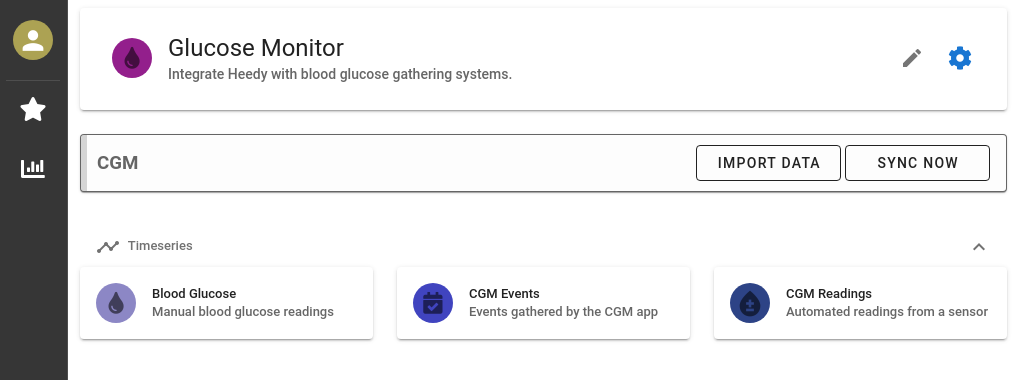 Glucose Monitor
Integrate Heedy with blood glucose gathering systems.
CGM
IMPORT DATA
SYNC NOW
Timeseries
Blood Glucose
Manual blood glucose readings
CGM Events
Events gathered by the CGM app
CGM Readings
Automated readings from a sensor